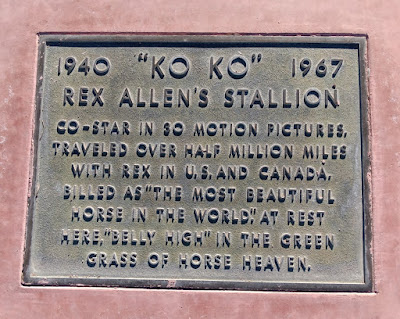 1940 "KO KO" 1967
REX ALLEN'S STALLION
CO-STAR IN 30 MOTION PICTURES,
TRAVELED OVER HALF MILLION MILES
WITH REX IN U.S. AND CANADA,
BILLED AS "THE MOST BEAUTIFUL
HORSE IN THE WORLD," AT REST
HERE, "BELLY HIGH" IN THE GREEN
GRASS OF HORSE HEAVEN.